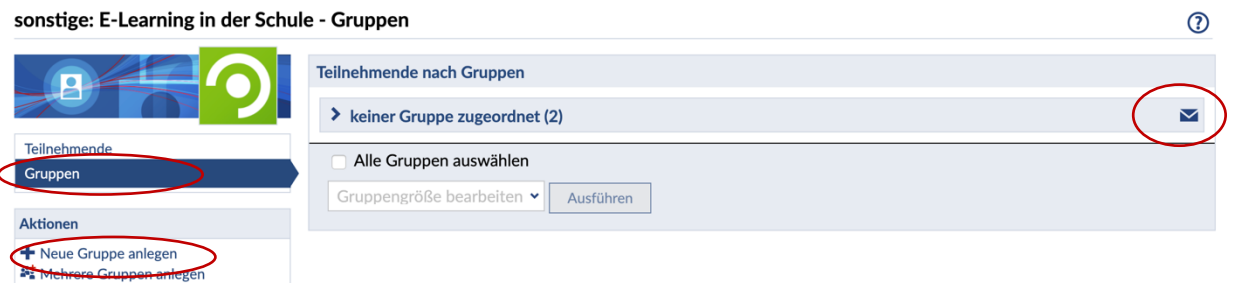 sonstige: E-Learning in der Schule - Gruppen
?
Teilnehmende nach Gruppen
keiner Gruppe zugeordnet (2)
Teilnehmende
Gruppen
Alle Gruppen auswählen
Gruppengröße bearbeiten
Ausführen
Aktionen
Neue Gruppe anlegen
Mehrere Gruppen anlegen